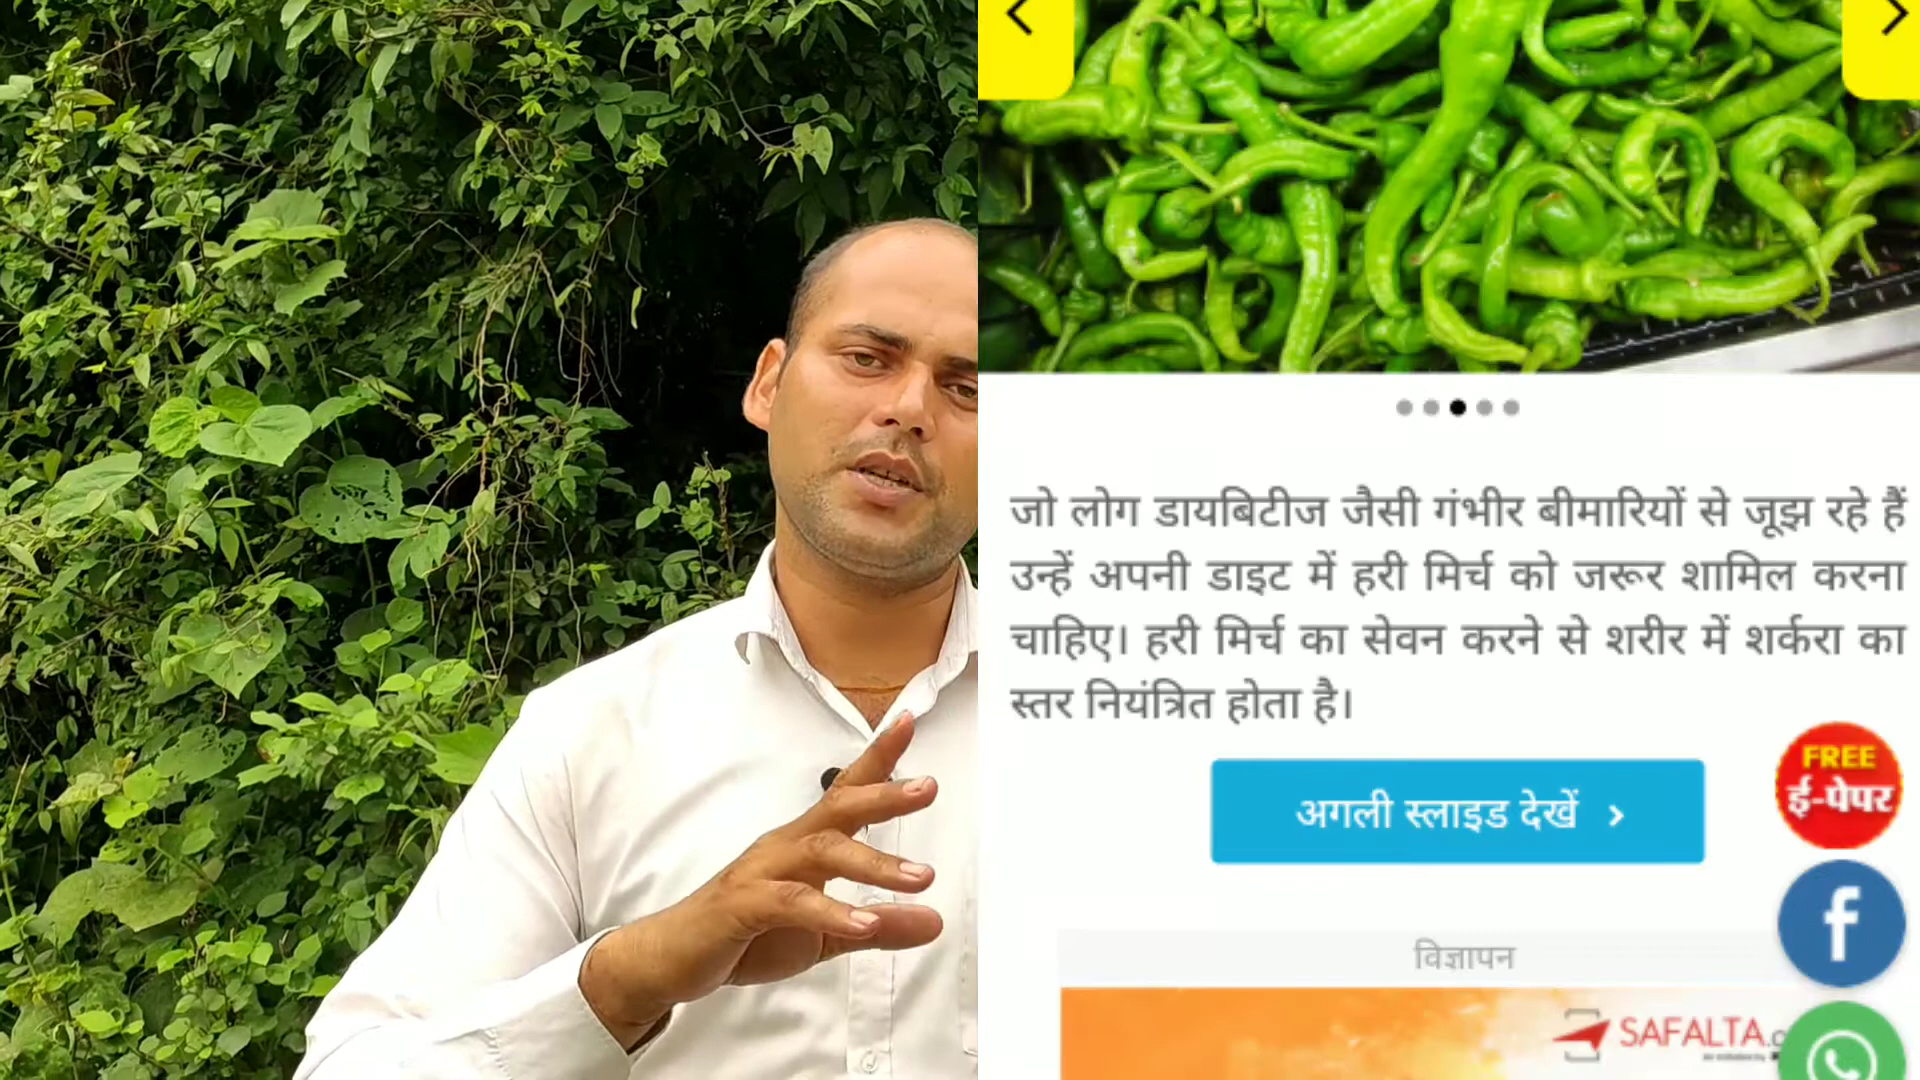 जो लोग डायबिटीज जैसी गंभीर बीमारियों से जूझ रहे हैं
उन्हें अपनी डाइट में हरी मिर्च को जरूर शामिल करना
चाहिए। हरी मिर्च का सेवन करने से शरीर में शर्करा का
स्तर नियंत्रित होता है।
FREE
ई-पेपर
अगली स्लाइड देखें
f
विज्ञापन
SAFALTA.